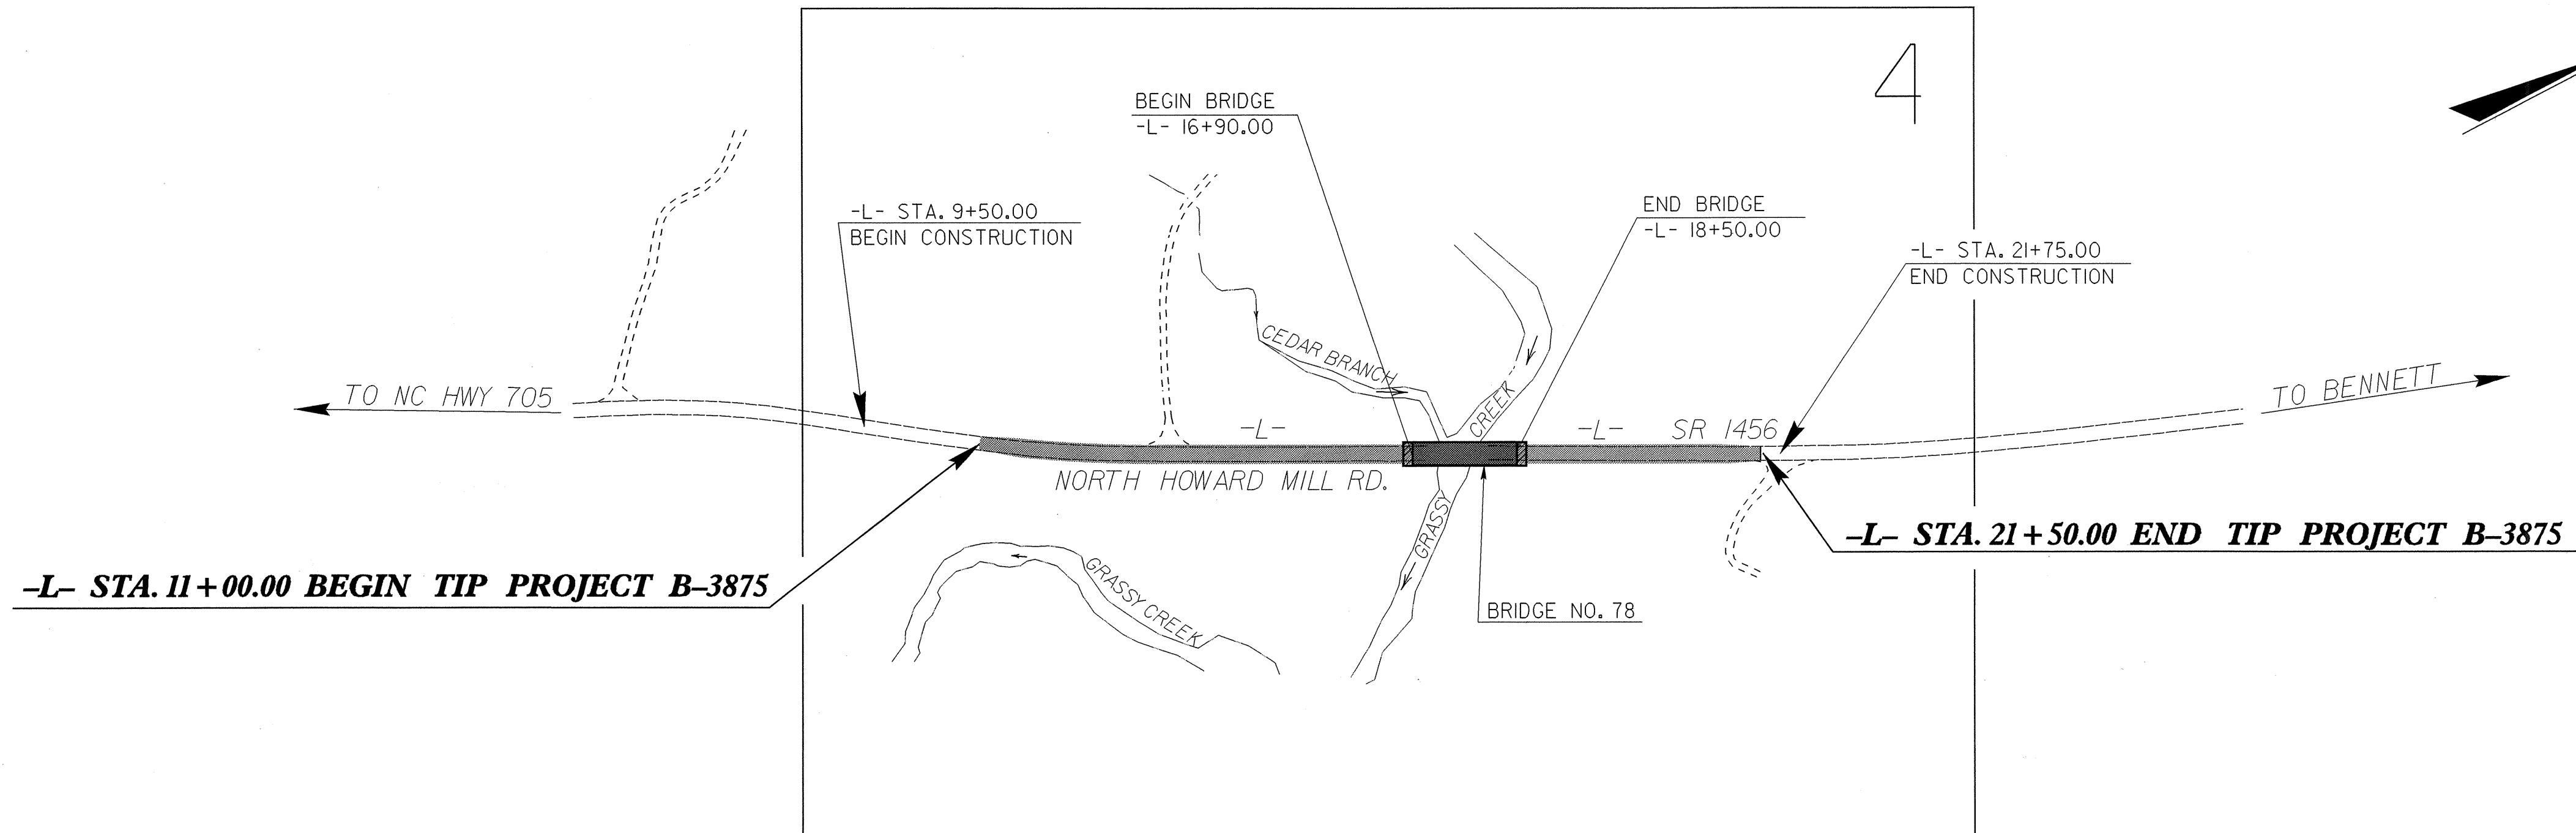 4
BEGIN BRIDGE
-L- 16+90.00
-L- STA. 9+50.00
BEGIN CONSTRUCTION
END BRIDGE
-L- 18+50.00
-L- STA. 21+75.00
END CONSTRUCTION
CEDAR BRANCH
CREEK
TO NC HWY 705
TO BENNETT
-L-
-L-
SR 1456
NORTH HOWARD MILL RD.
GRASSY
-L- STA. 21+50.00 END TIP PROJECT B-3875
-L- STA. 11+00.00 BEGIN TIP PROJECT B-3875
GRASSY CREEK
BRIDGE NO. 78